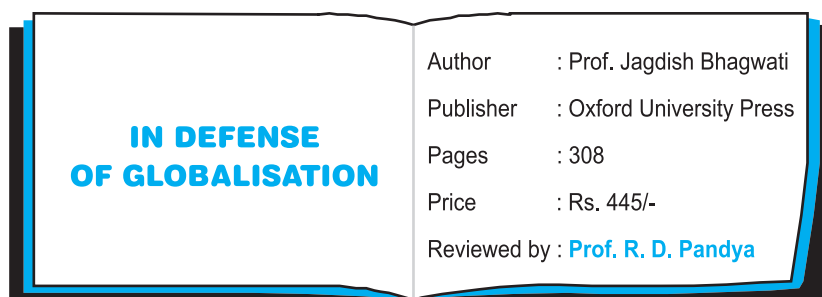 IN DEFENSE
OF GLOBALISATION
Author : Prof. Jagdish Bhagwati
Publisher : Oxford University Press
Pages : 308
Price : Rs. 445/-
Reviewed by : Prof. R. D. Pandya